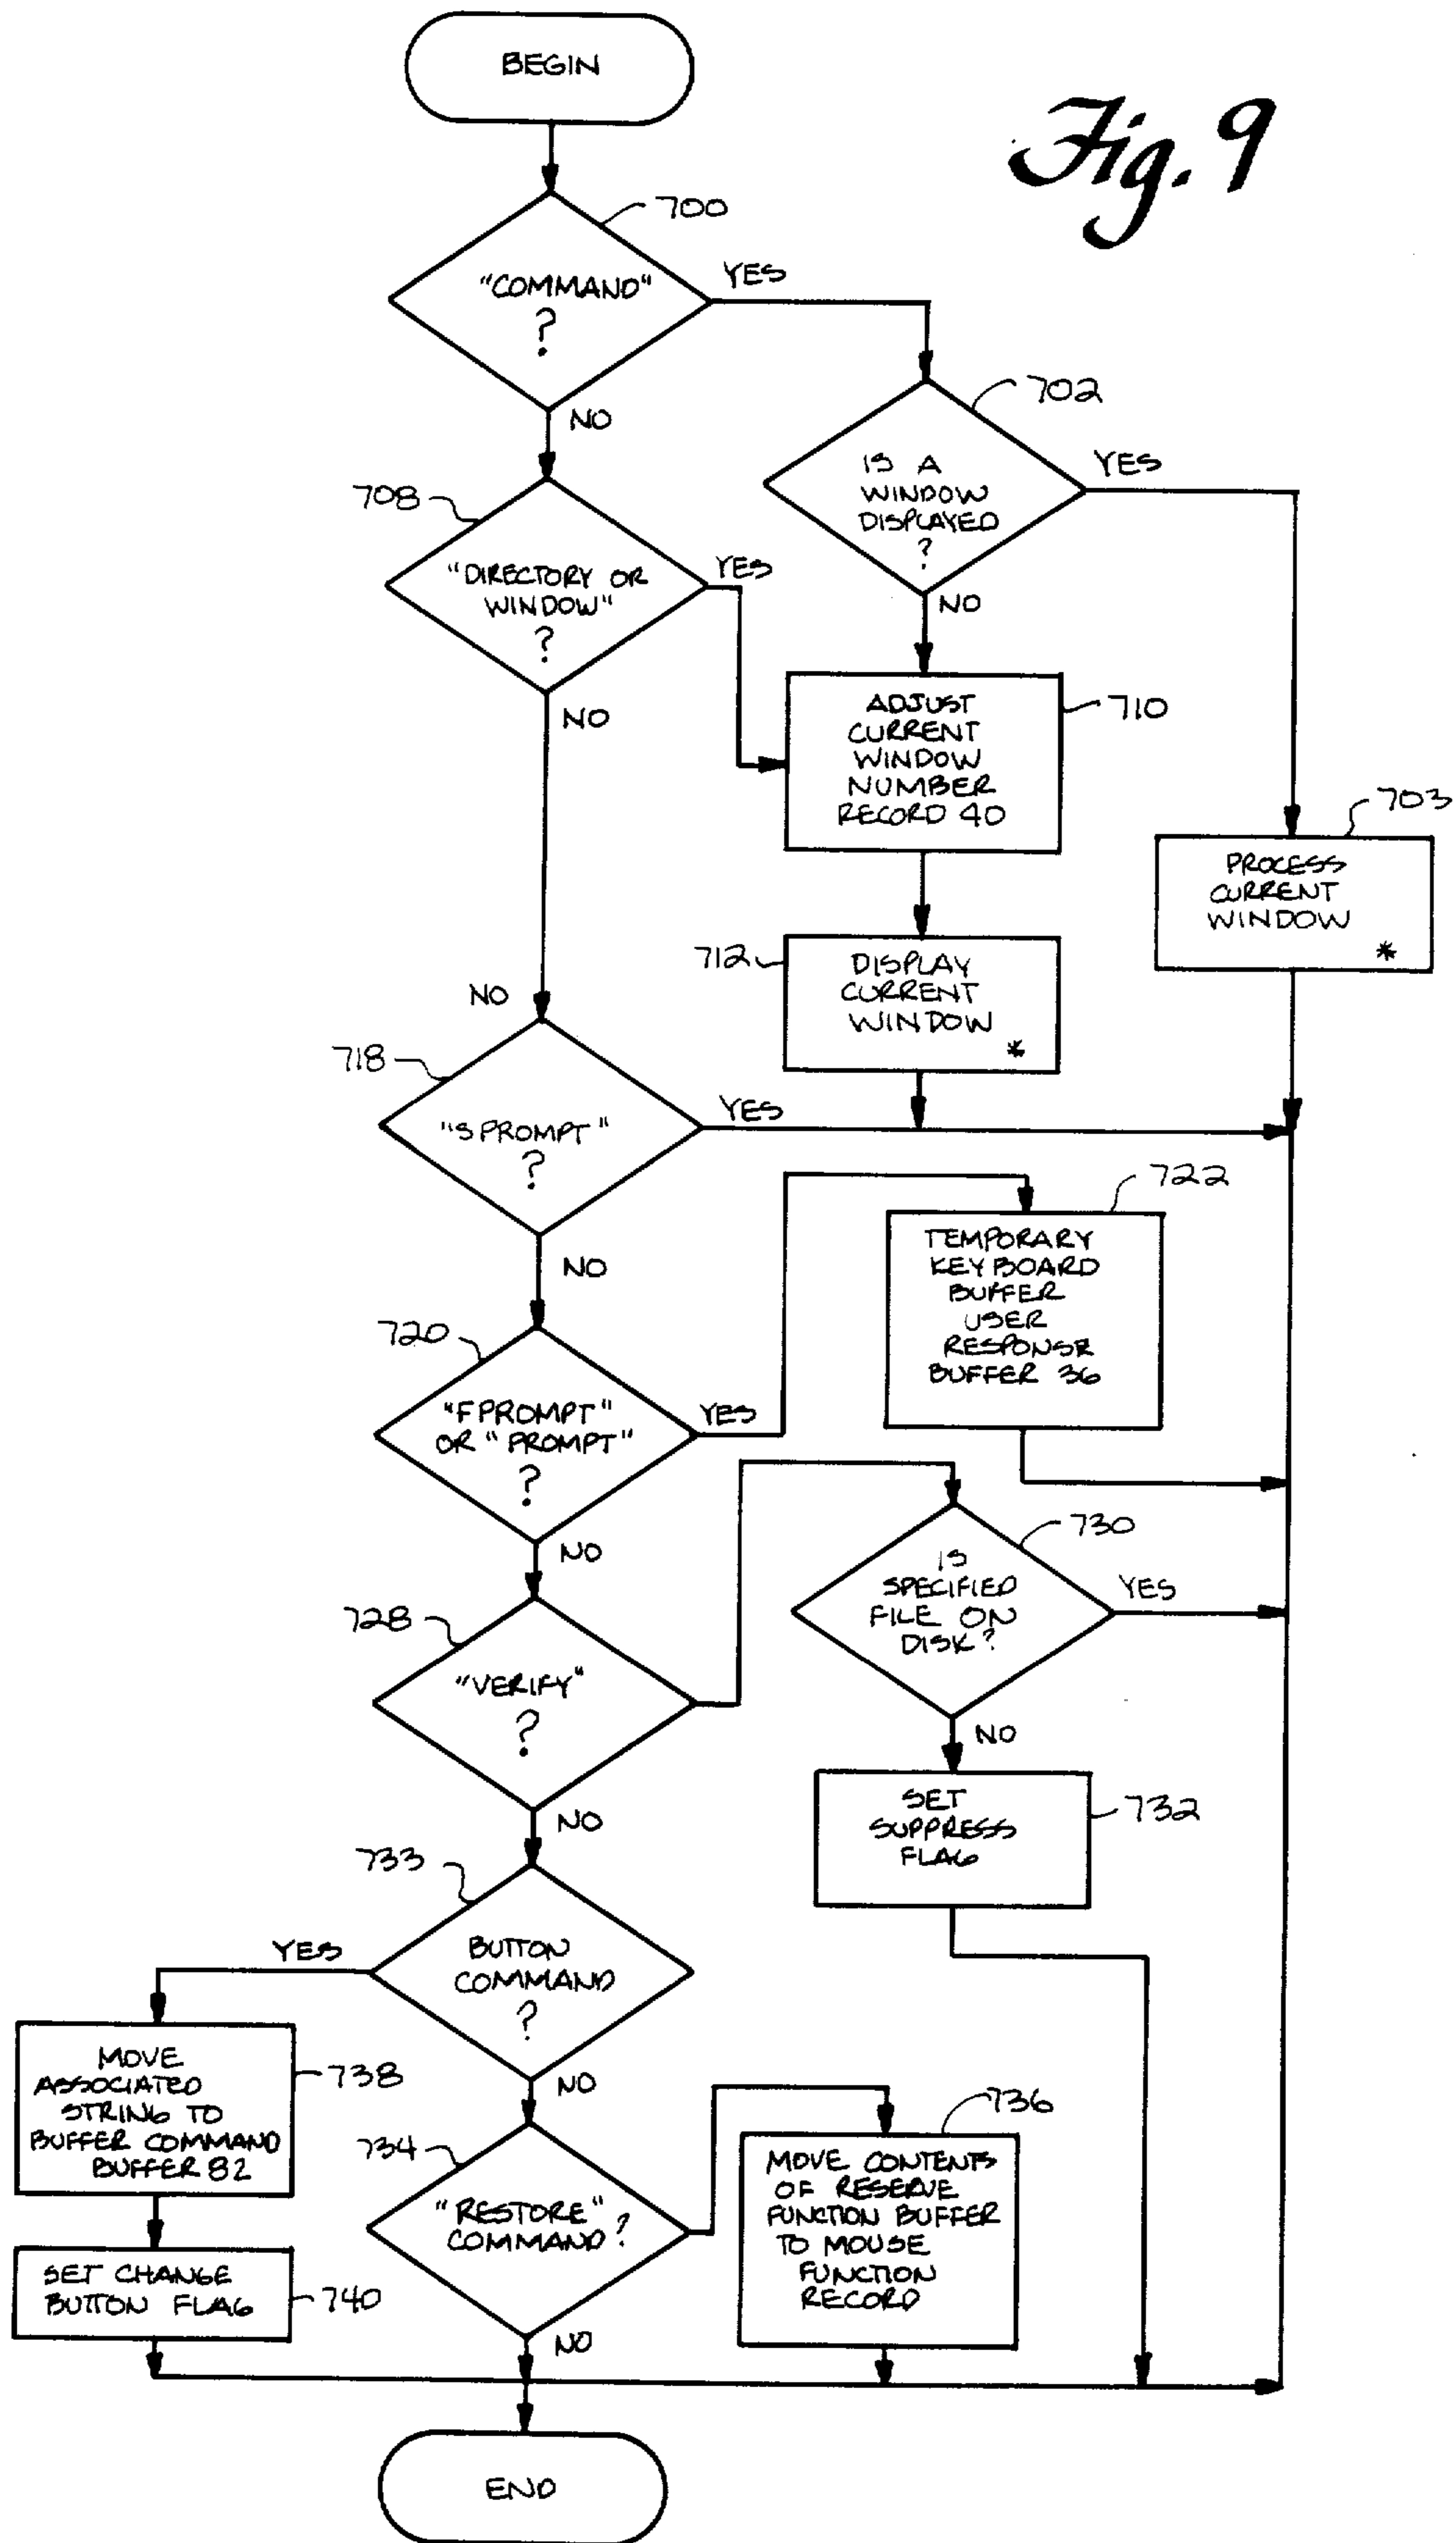 Fig. 9
BEGIN
700
"COMMAND"
?
YES
NO
702
IS A
WINDOW
DISPLAYED
?
YES
NO
708
"DIRECTORY OR
WINDOW"
?
YES
NO
ADJUST
CURRENT
WINDOW
NUMBER
RECORD 40
710
703
PROCESS
CURRENT
WINDOW
*
712
DISPLAY
CURRENT
WINDOW
*
NO
718
"SPROMPT"
?
YES
NO
722
TEMPORARY
KEYBOARD
BUFFER
USER
RESPONSE
BUFFER 36
720
"FPROMPT"
OR "PROMPT"
?
YES
NO
730
IS
SPECIFIED
FILE ON
DISK?
YES
NO
728
"VERIFY"
?
NO
SET
SUPPRESS
FLAG
732
733
BUTTON
COMMAND
?
YES
NO
MOVE
ASSOCIATED
STRING TO
BUFFER COMMAND
BUFFER 82
738
734
"RESTORE"
COMMAND?
NO
736
MOVE CONTENTS
OF RESERVE
FUNCTION BUFFER
TO MOUSE
FUNCTION
RECORD
SET CHANGE
BUTTON FLAG
740
END